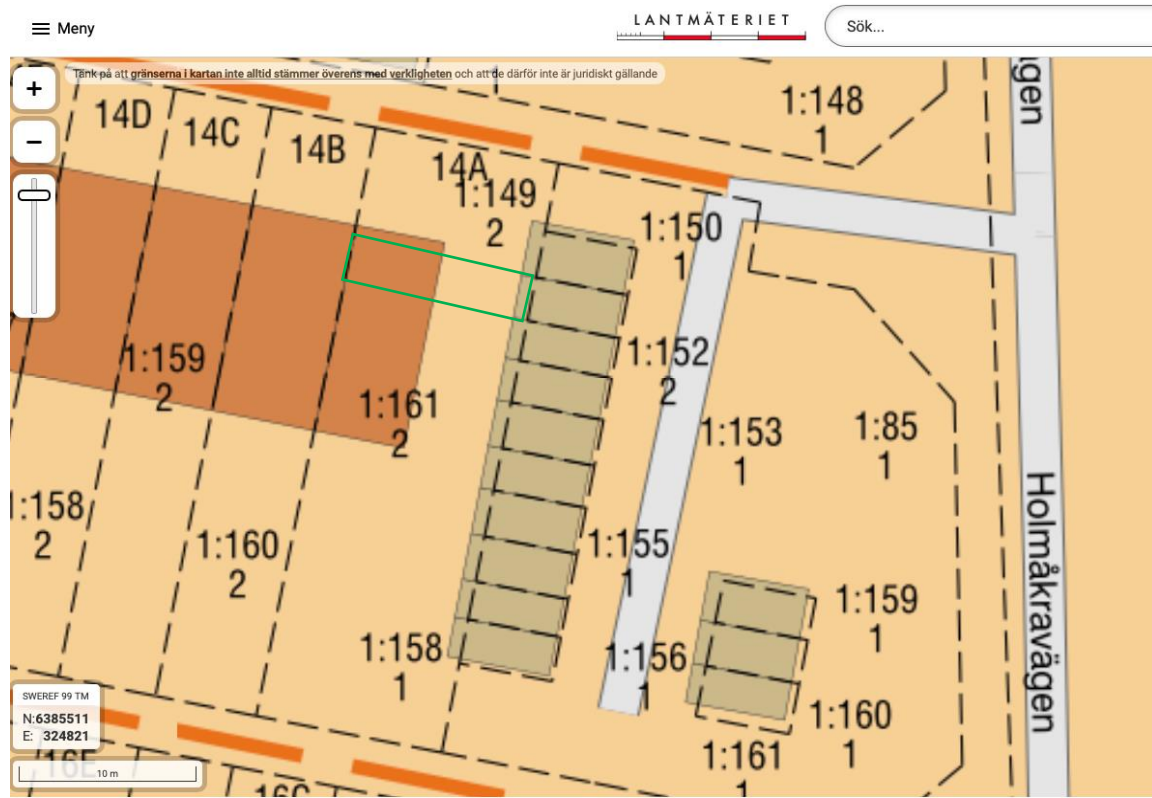 Meny
LANTMÄTERIET
Sök...
Tänk på att gränserna i kartan inte alltid stämmer överens med verkligheten och att de därför inte är juridiskt gällande
+
−
14D
14C
14B
14A
1
1:148
1
ägen
1:149
2
1:150
1
1:159
2
1:161
2
1:152
2
1:153
1
1:85
1
1:158
2
1:160
2
1:155
1
Holmåkravägen
1:158
1
1:156
1
1:159
1
1:160
1
1:161
1
SWEREF 99 TM
N:6385511
E: 324821
16E
10 m
16C